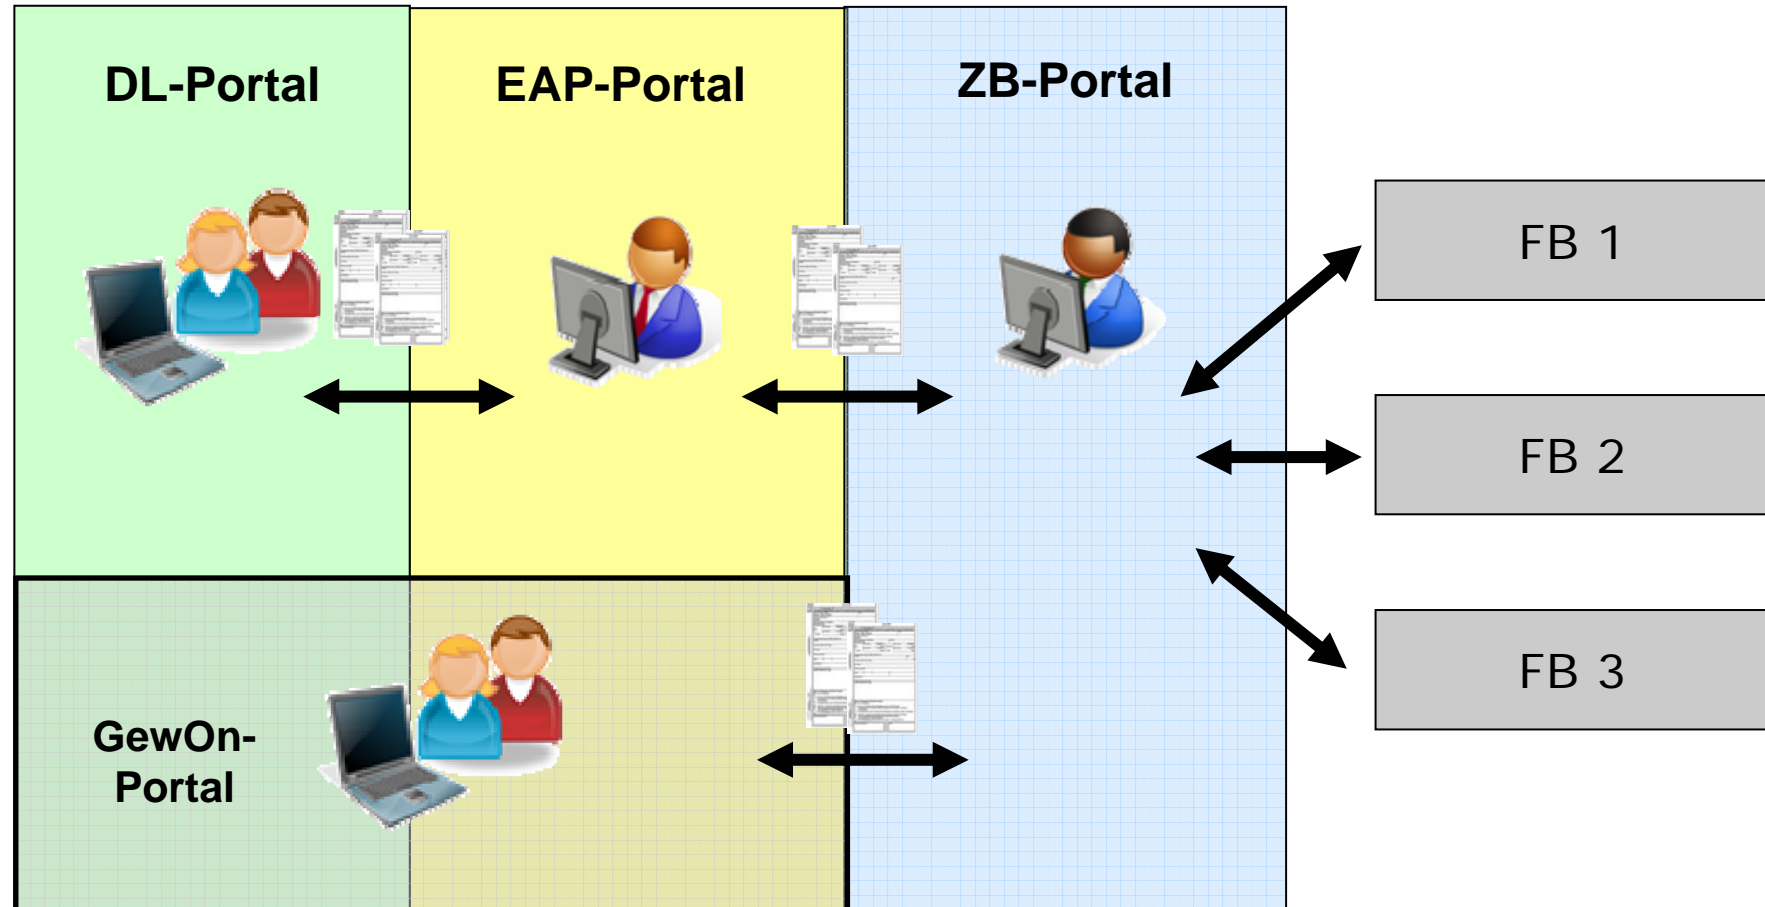 DL-Portal
EAP-Portal
ZB-Portal
FB 1
FB 2
FB 3
GewOn-
Portal